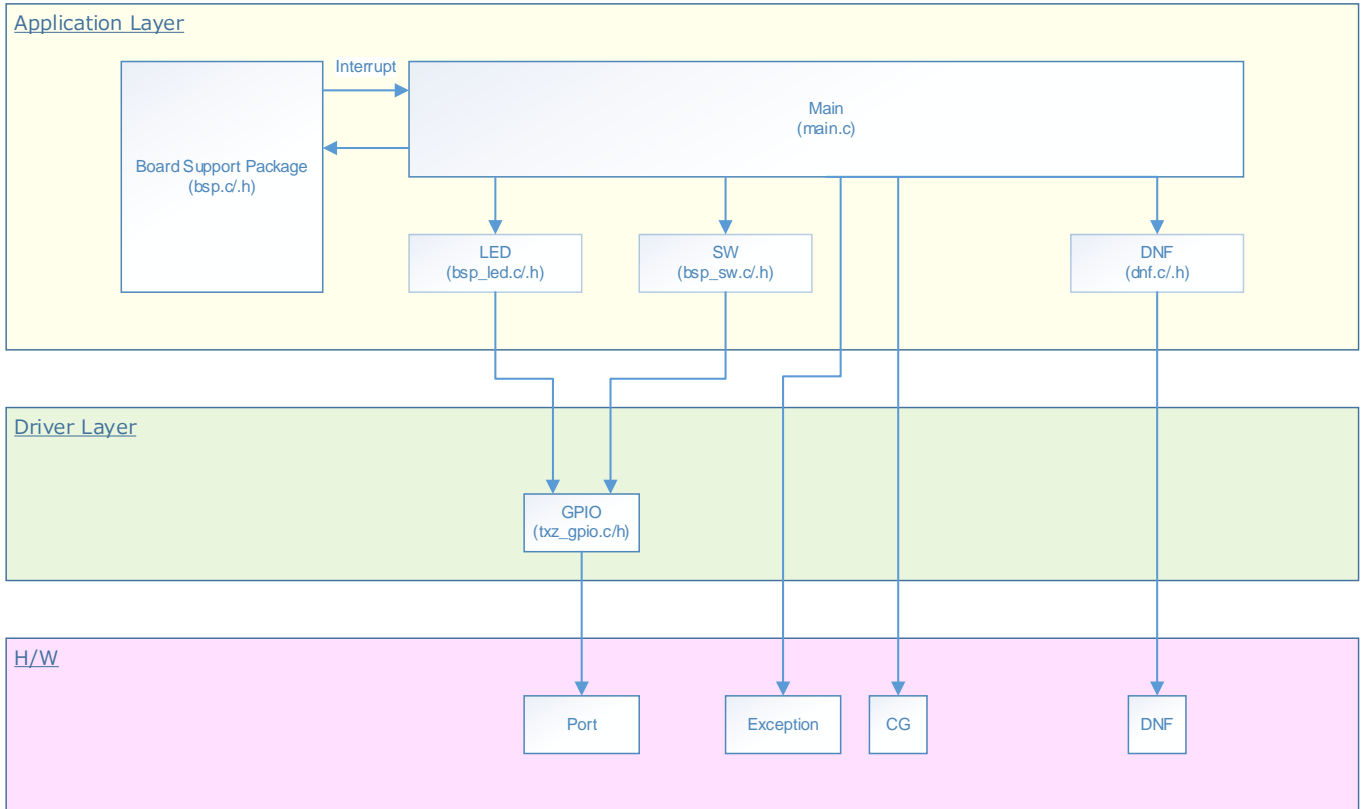 Application Layer
Interrupt
Main
(main.c)
Board Support Package
(bsp.c/.h)
LED
(bsp_led.c/.h)
SW
(bsp_sw.c/.h)
DNF
(dnf.c/.h)
Driver Layer
GPIO
(txz_gpio.c/h)
H/W
Port
Exception
CG
DNF